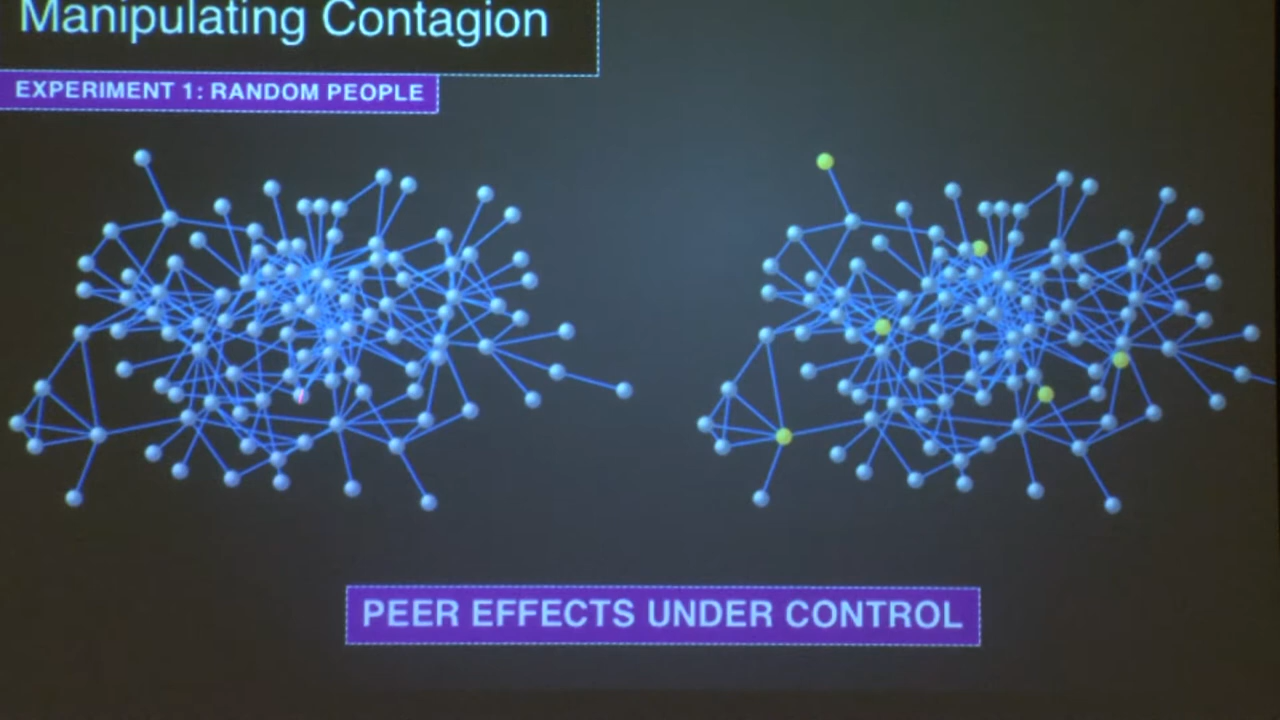 Manipulating Contagion
EXPERIMENT 1: RANDOM PEOPLE
PEER EFFECTS UNDER CONTROL